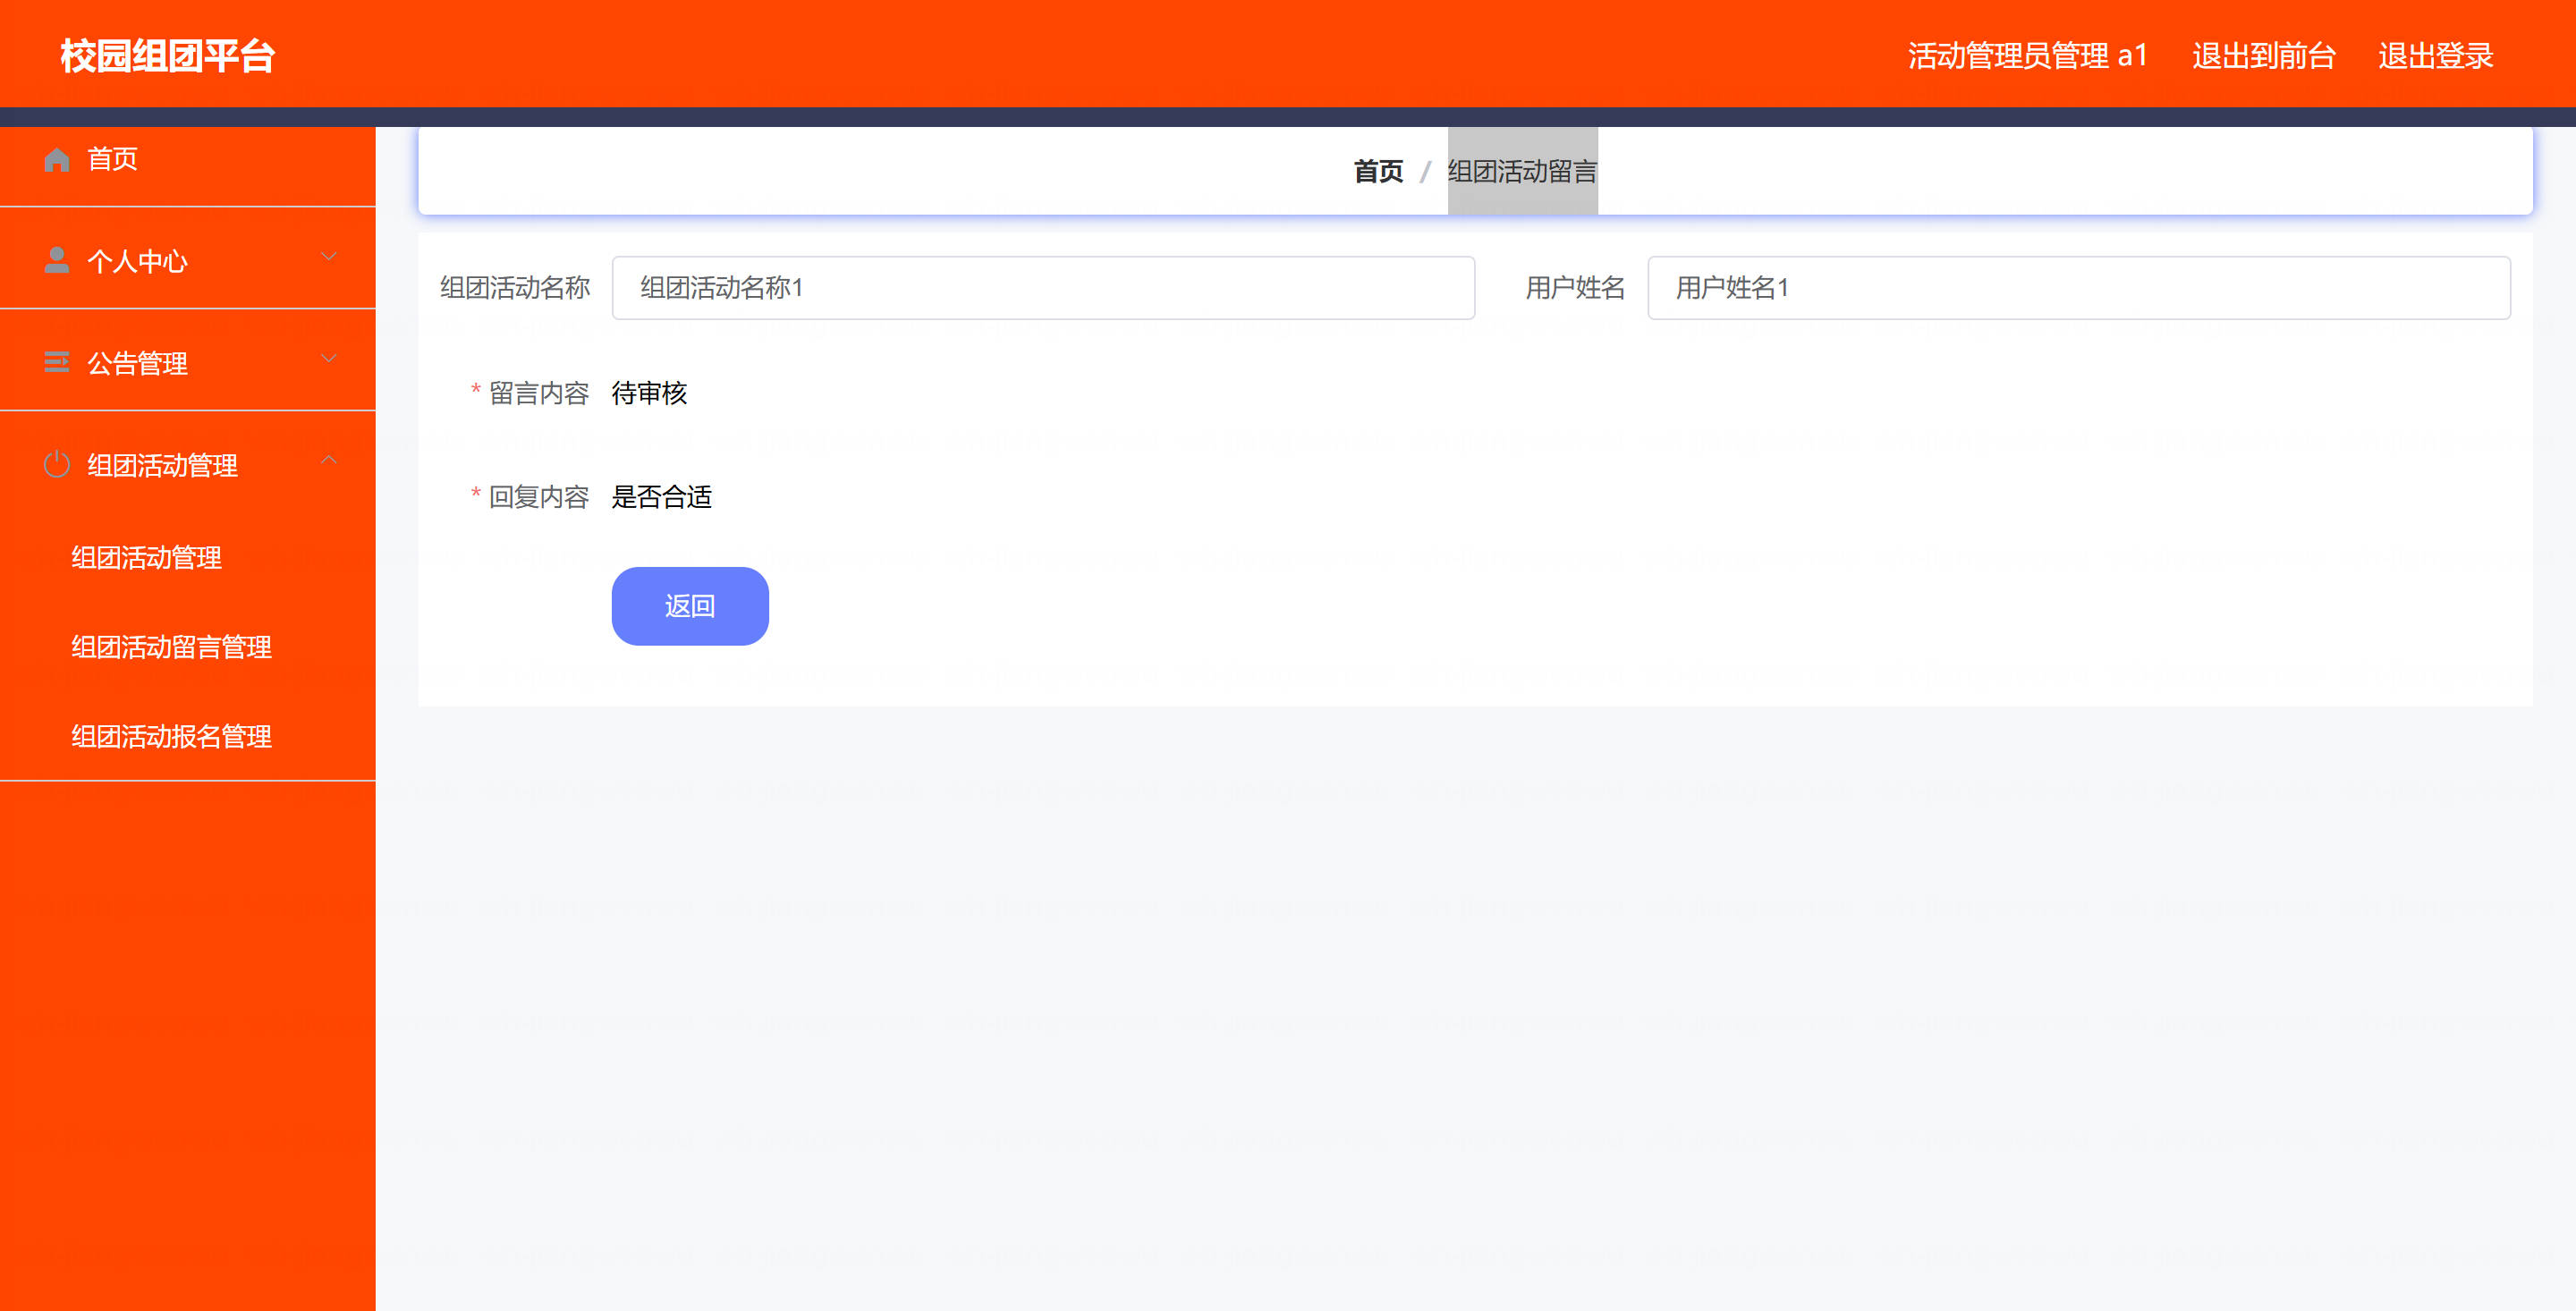 校园组团平台
活动管理员管理 a1 退出到前台 退出登录
首页
个人中心
公告管理
组团活动管理
组团活动管理
组团活动留言管理
组团活动报名管理
首页 / 组团活动留言
组团活动名称 组团活动名称1 用户姓名 用户姓名1
* 留言内容 待审核
* 回复内容 是否合适
返回